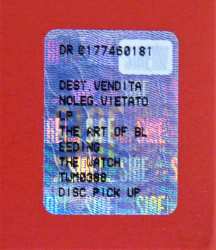 DR 0177460181
DEST.VENDITA
NOLEG.VIETATO
LP
THE ART OF BL
EEDING
THE WATCH
TWM0388
DISC PICK UP